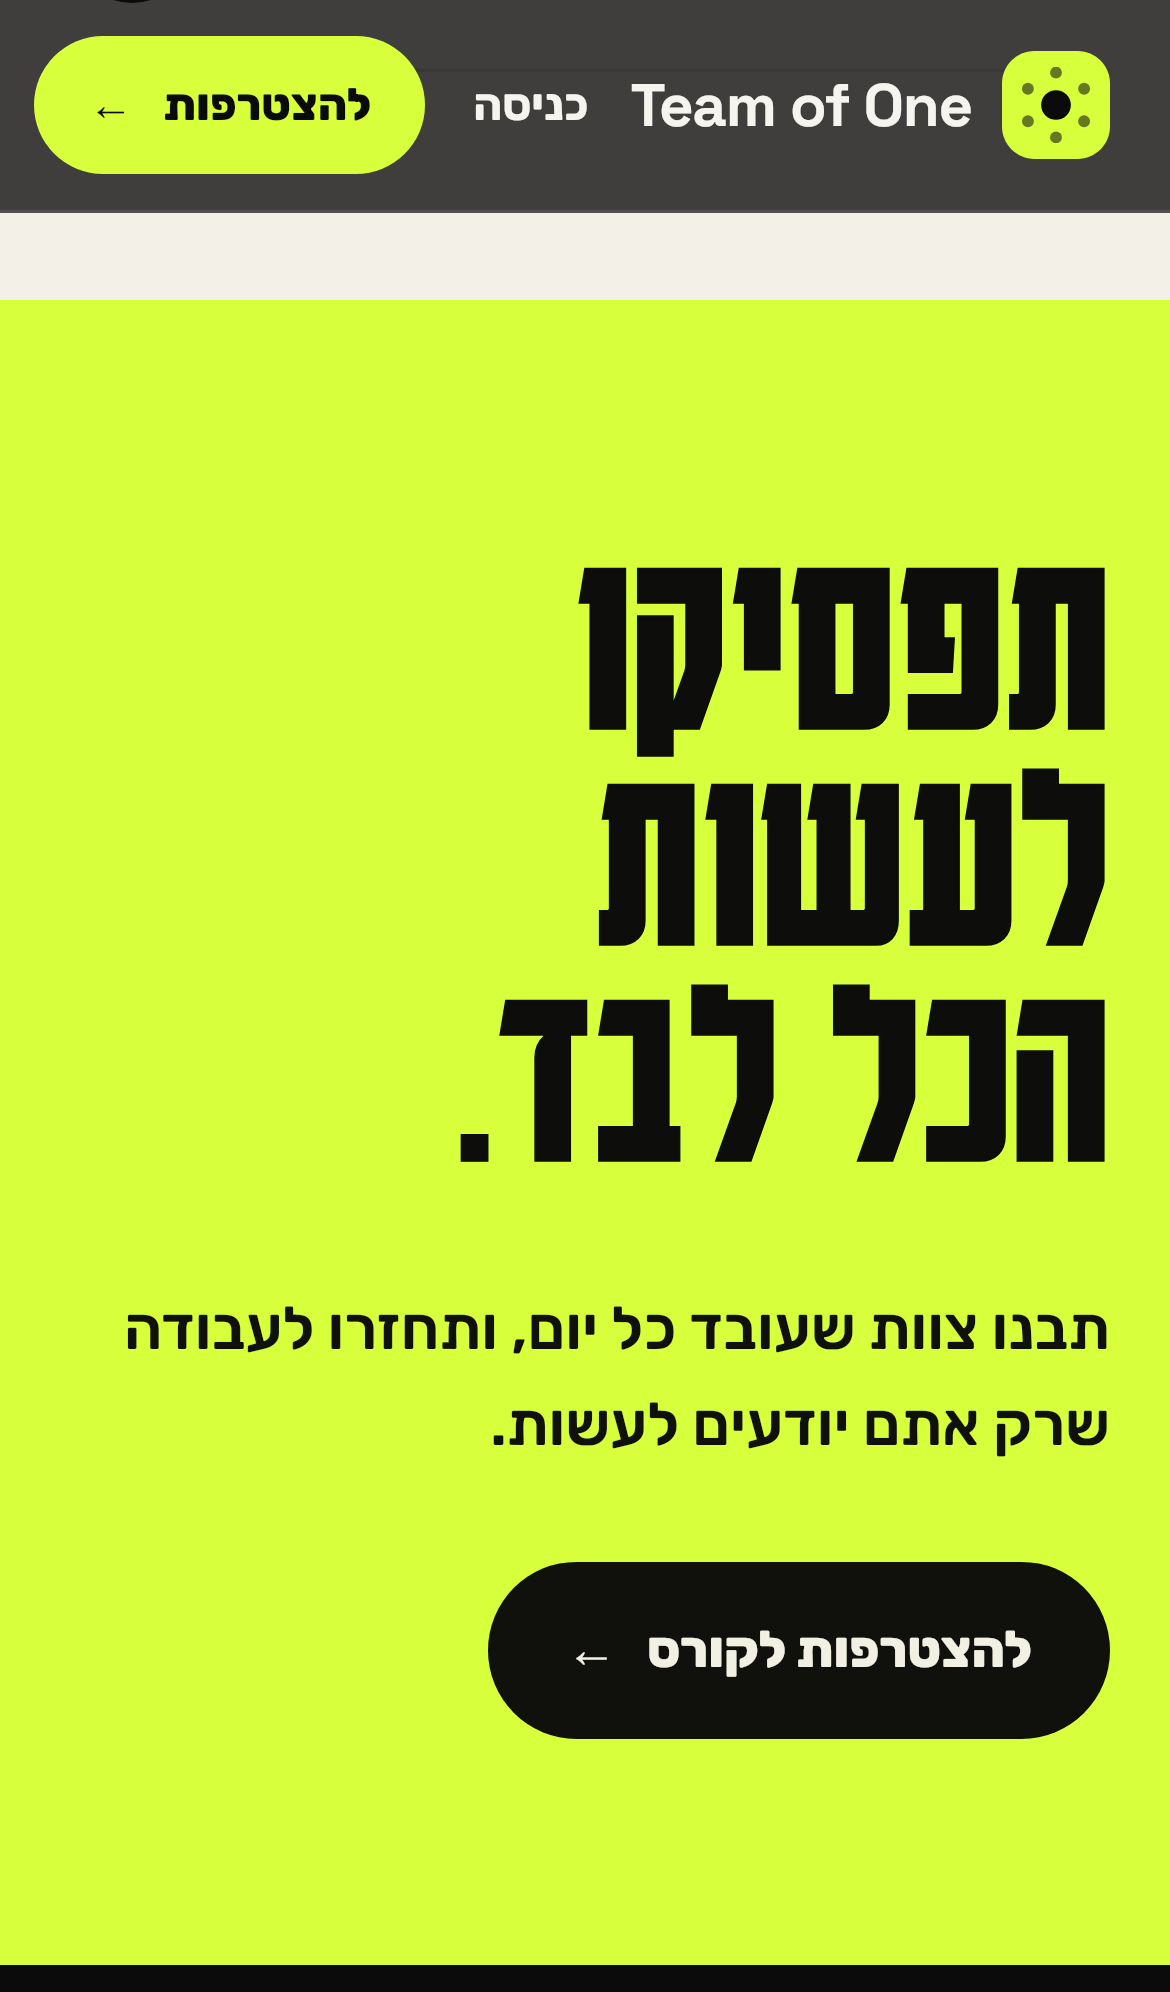 Team of One
כניסה
להצטרפות ←
תפסיקו
לעשות
הכל לבד.
תבנו צוות שעובד כל יום, ותחזרו לעבודה
שרק אתם יודעים לעשות.
להצטרפות לקורס ←